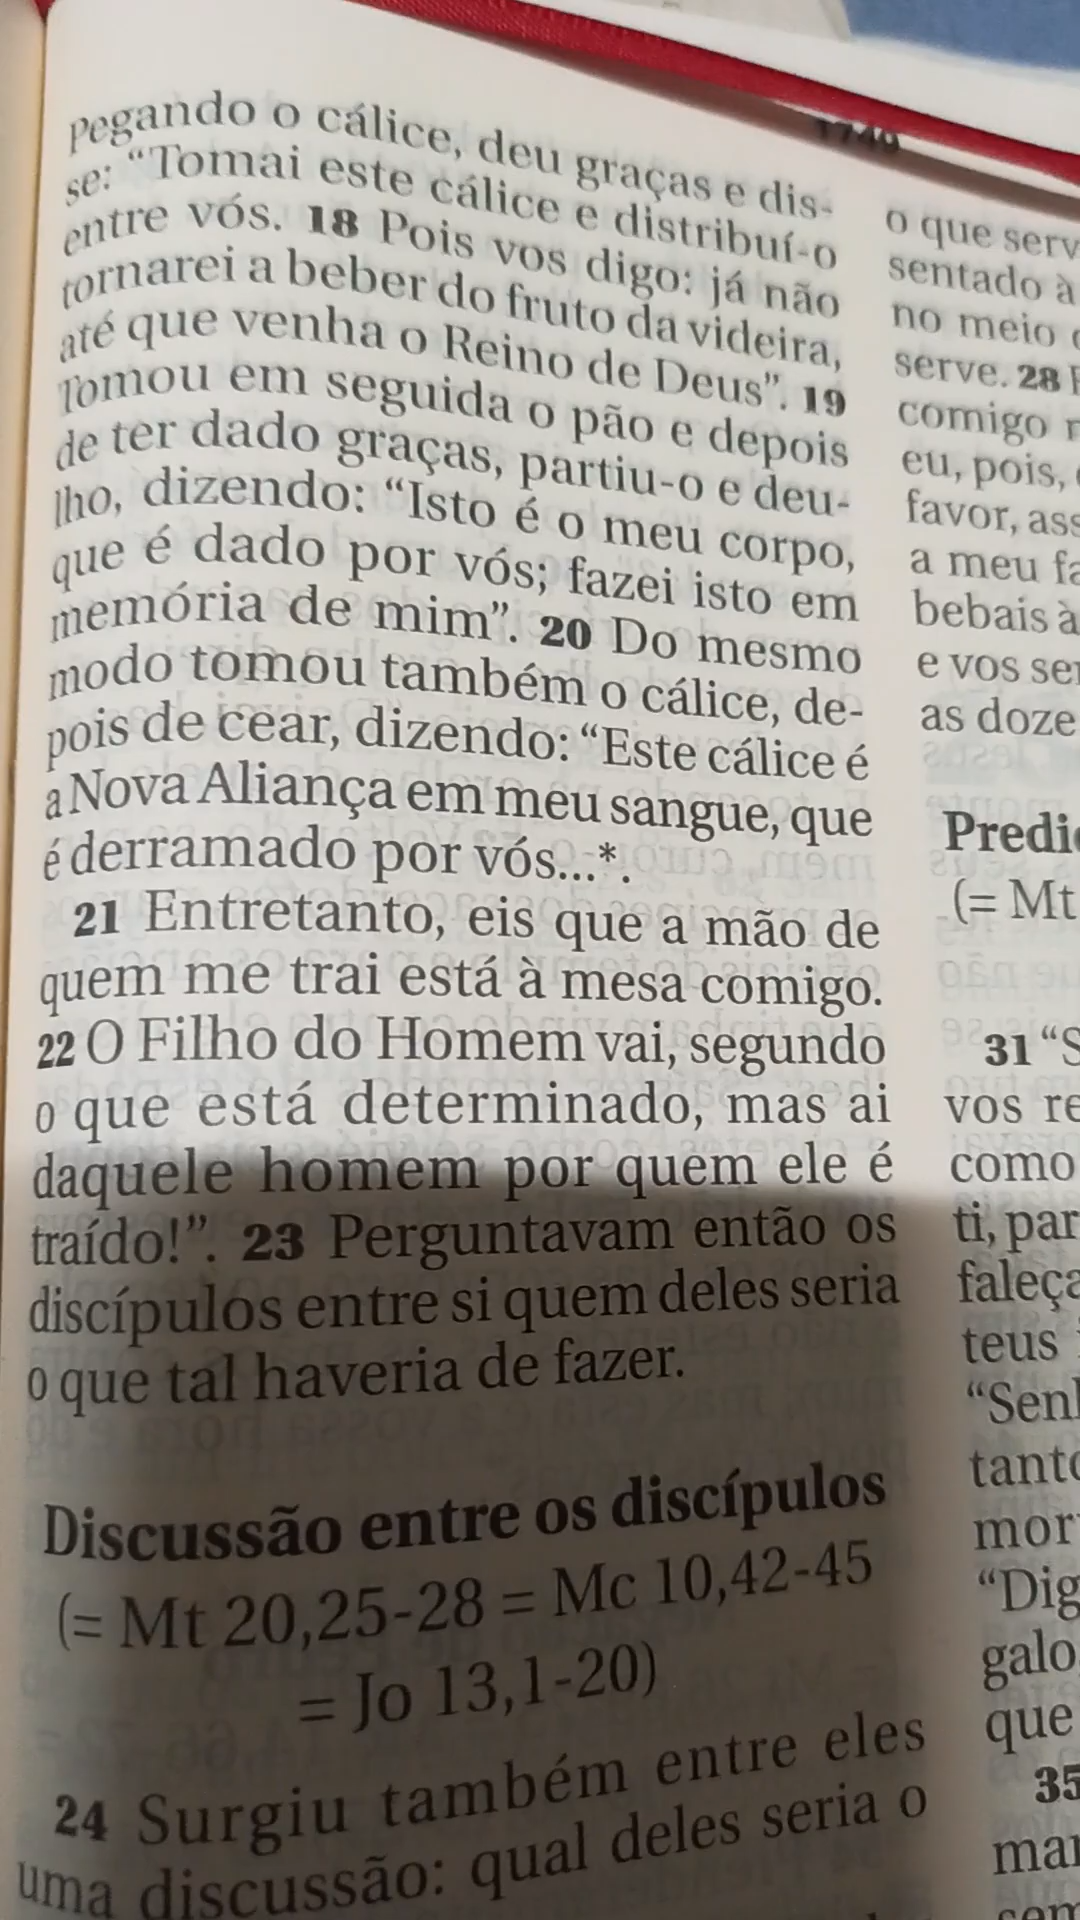 pegando o cálice, deu graças e dis-
se: “Tomai este cálice e distribuí-o
entre vós. 18 Pois vos digo: já não
tornarei a beber do fruto da videira,
até que venha o Reino de Deus”. 19
Tomou em seguida o pão e depois
de ter dado graças, partiu-o e deu-
lho, dizendo: “Isto é o meu corpo,
que é dado por vós; fazei isto em
memória de mim”. 20 Do mesmo
modo tomou também o cálice, de-
pois de cear, dizendo: “Este cálice é
a Nova Aliança em meu sangue, que
é derramado por vós...*.
21 Entretanto, eis que a mão de
quem me trai está à mesa comigo.
22 O Filho do Homem vai, segundo
o que está determinado, mas ai
daquele homem por quem ele é
traído!”. 23 Perguntavam então os
discípulos entre si quem deles seria
o que tal haveria de fazer.
Discussão entre os discípulos
(= Mt 20,25-28 = Mc 10,42-45
= Jo 13,1-20)
24 Surgiu também entre eles
uma discussão: qual deles seria o
o que serv
sentado à
no meio
serve. 28
comigo
eu, pois,
favor, ass
a meu fa
bebais à
e vos ser
as doze
Predi
(= Mt
31 “S
vos re
como
ti, par
faleça
teus
“Senh
tanto
mor
“Dig
galo
que
35
mar